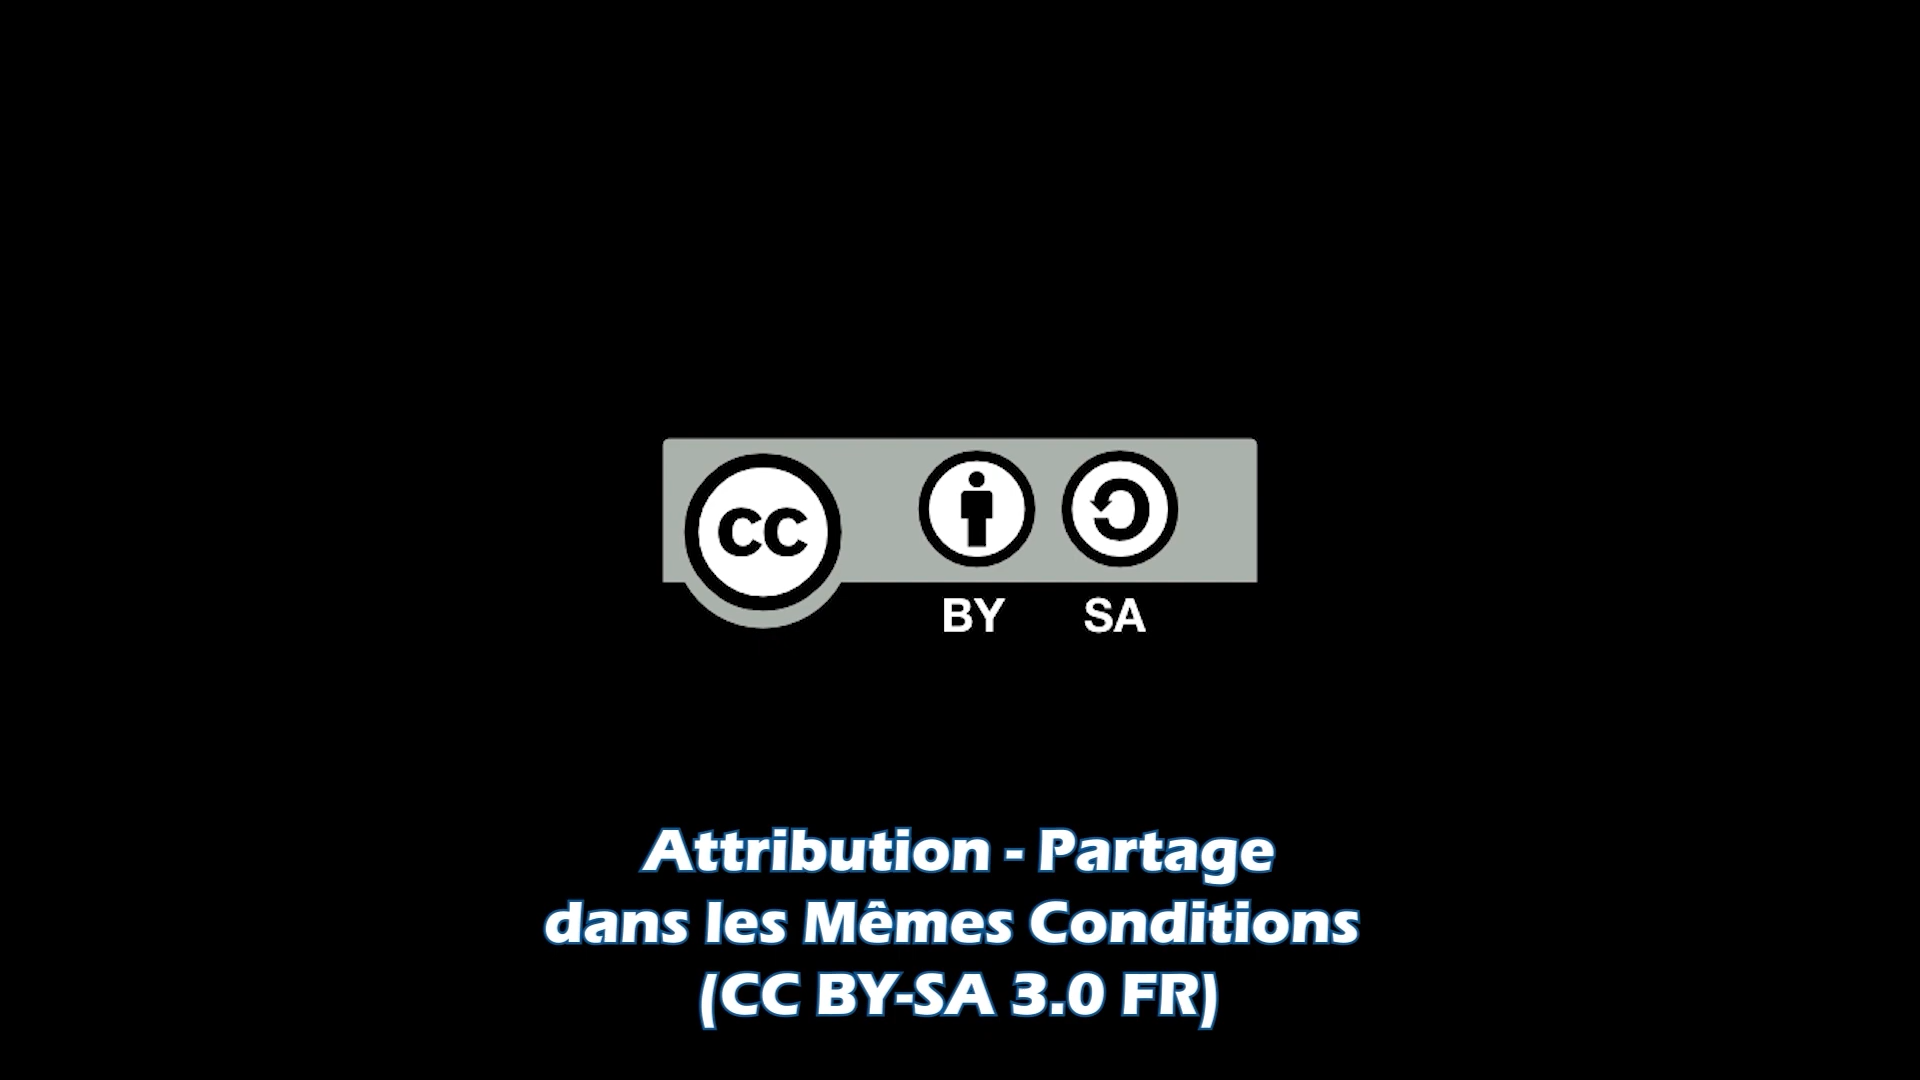 cc
BY SA
Attribution - Partage
dans les Mêmes Conditions
(CC BY-SA 3.0 FR)